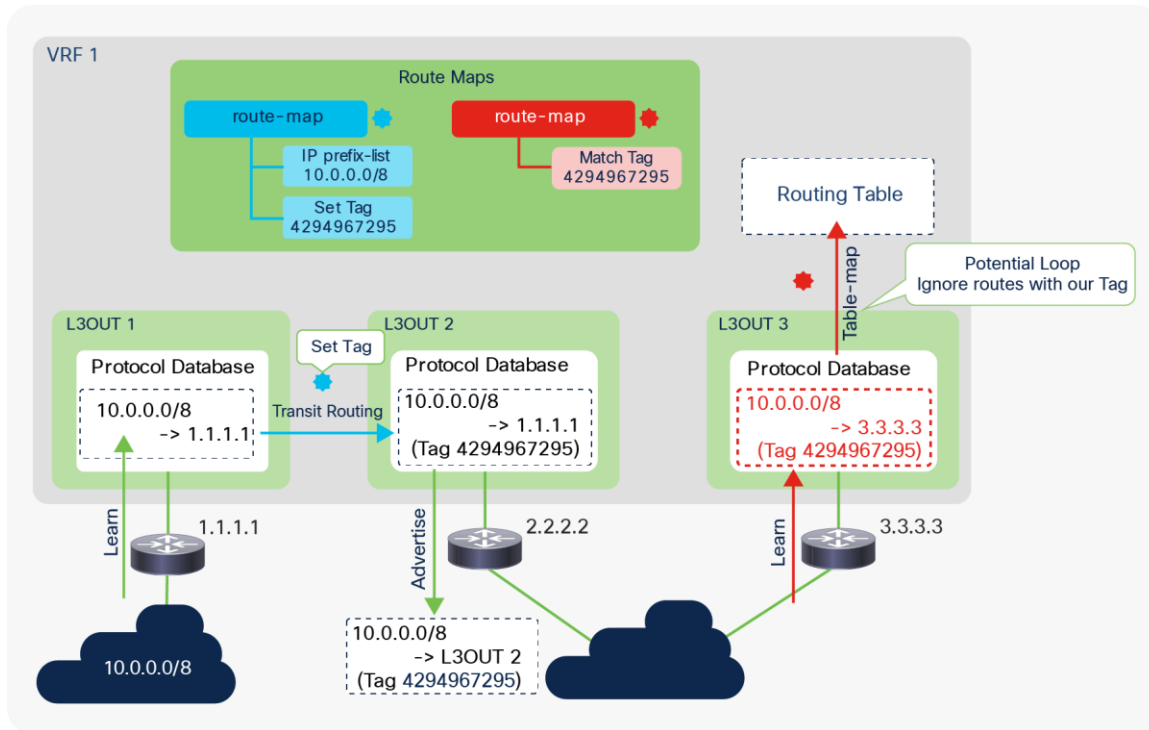 VRF 1
Route Maps
route-map
IP prefix-list
10.0.0.0/8
Set Tag
4294967295
route-map
Match Tag
4294967295
Routing Table
Potential Loop
Ignore routes with our Tag
Table-map
L3OUT 1
Protocol Database
10.0.0.0/8
-> 1.1.1.1
Set Tag
Transit Routing
L3OUT 2
Protocol Database
10.0.0.0/8
-> 1.1.1.1
(Tag 4294967295)
L3OUT 3
Protocol Database
10.0.0.0/8
-> 3.3.3.3
(Tag 4294967295)
Learn
1.1.1.1
Advertise
2.2.2.2
Learn
3.3.3.3
10.0.0.0/8
10.0.0.0/8
-> L3OUT 2
(Tag 4294967295)